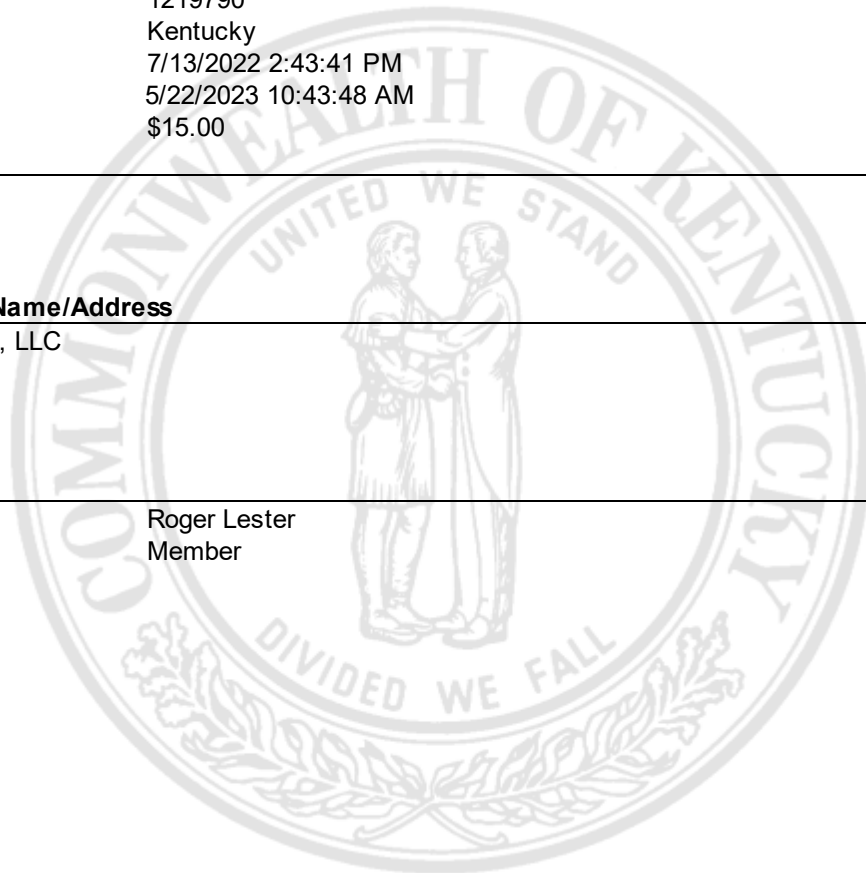 1219790
Kentucky
7/13/2022 2:43:41 PM
5/22/2023 10:43:48 AM
$15.00
Name/Address
, LLC
Roger Lester
Member
COMMONWEALTH OF KENTUCKY
UNITED WE STAND
DIVIDED WE FALL